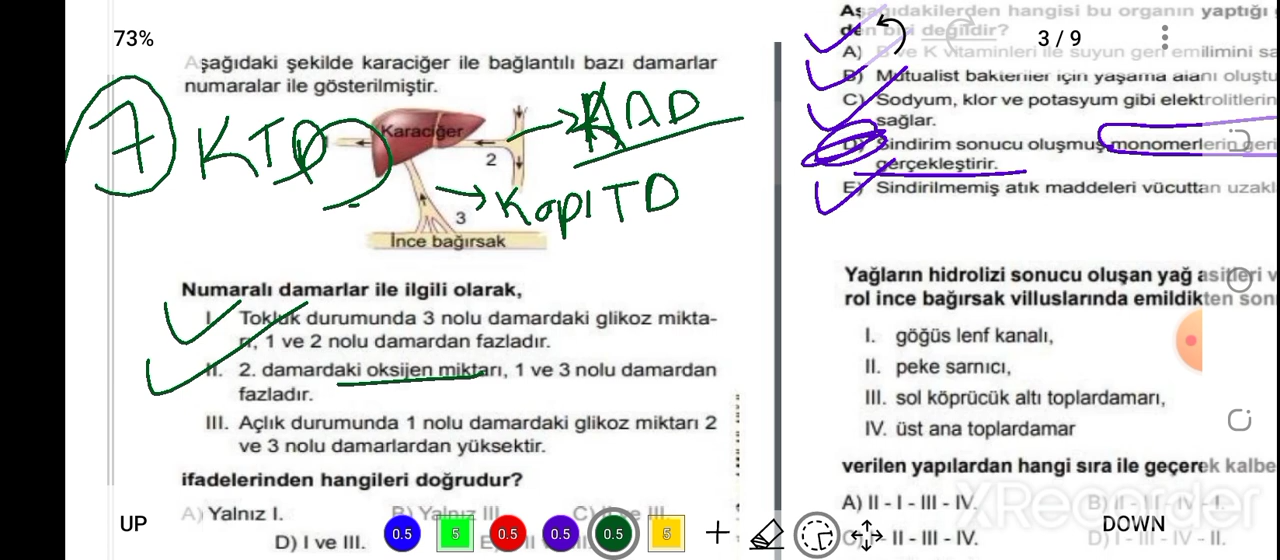 73%
Aşağıdaki şekilde karaciğer ile bağlantılı bazı damarlar
numaralar ile gösterilmiştir.
7
KTD
Karaciğer
KAD
2
KapıTD
3
İnce bağırsak
Numaralı damarlar ile ilgili olarak,
I. Tokluk durumunda 3 nolu damardaki glikoz mikta-
rı, 1 ve 2 nolu damardan fazladır.
II. 2. damardaki oksijen miktarı, 1 ve 3 nolu damardan
fazladır.
III. Açlık durumunda 1 nolu damardaki glikoz miktarı 2
ve 3 nolu damarlardan yüksektir.
ifadelerinden hangileri doğrudur?
A) Yalnız I.
B) Yalnız III.
D) I ve III.
UP
0.5
5
0.5
0.5
0.5
5
Aşağıdakilerden hangisi bu organın yaptığı
den biri değildir?
3 / 9
A) B ve K vitaminleri ile suyun geri emilimini sa
B) Mutualist bakteriler için yaşama alanı oluştu
C) Sodyum, klor ve potasyum gibi elektrolitlerin
sağlar.
D) Sindirim sonucu oluşmuş monomerlerin geri
gerçekleştirir.
E) Sindirilmemiş atık maddeleri vücuttan uzakl
Yağların hidrolizi sonucu oluşan yağ asitleri v
rol ince bağırsak villuslarında emildikten son
I. göğüs lenf kanalı,
II. peke sarnıcı,
III. sol köprücük altı toplardamarı,
IV. üst ana toplardamar
verilen yapılardan hangi sıra ile geçerek kalbe
A) II - I - III - IV.
- II - III - IV.
D) I - III - II - IV.
XRecorder
DOWN